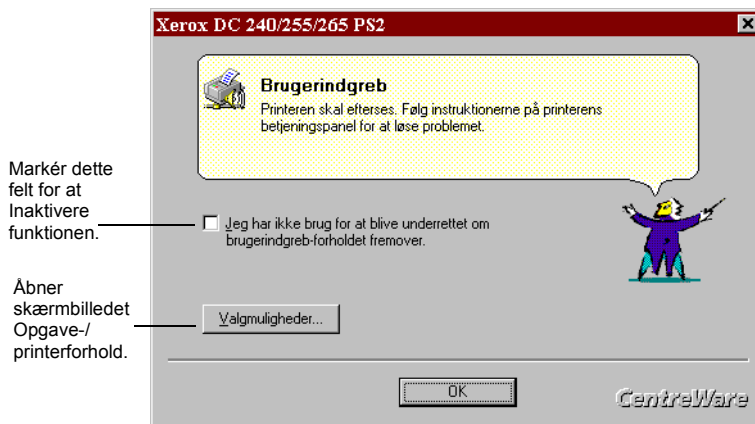 Xerox DC 240/255/265 PS2
Brugerindgreb
Printeren skal efterses. Følg instruktionerne på printerens
betjeningspanel for at løse problemet.
Markér dette
felt for at
Inaktivere
funktionen.
Jeg har ikke brug for at blive underrettet om
brugerindgreb-forholdet fremover.
Åbner
skærmbilledet
Opgave-/
printerforhold.
Valgmuligheder...
OK
CentreWare